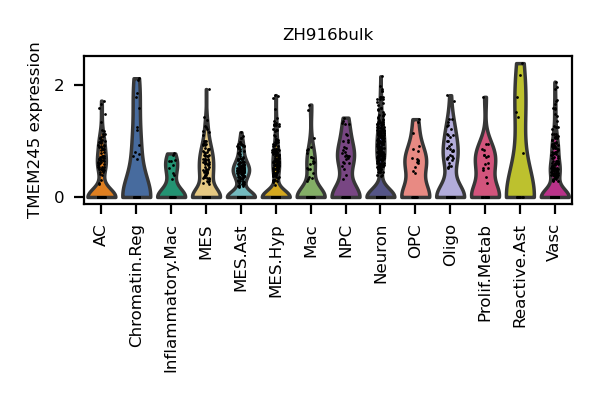 ZH916bulk
TMEM245 expression
2
0
AC
Chromatin.Reg
Inflammatory.Mac
MES
MES.Ast
MES.Hyp
Mac
NPC
Neuron
OPC
Oligo
Prolif.Metab
Reactive.Ast
Vasc